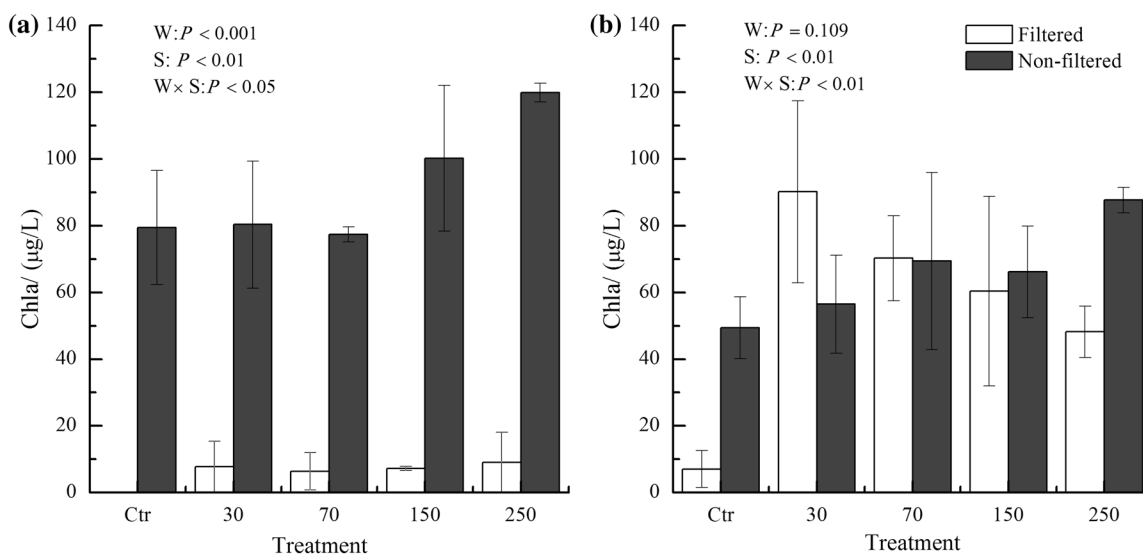 (a)
W:P < 0.001
S: P < 0.01
W× S:P < 0.05
140
120
100
80
60
40
20
0
Chla/ (μg/L)
Ctr 30 70 150 250
Treatment
(b)
W:P = 0.109
S: P < 0.01
W× S:P < 0.01
Filtered
Non-filtered
140
120
100
80
60
40
20
0
Chla/ (μg/L)
Ctr 30 70 150 250
Treatment